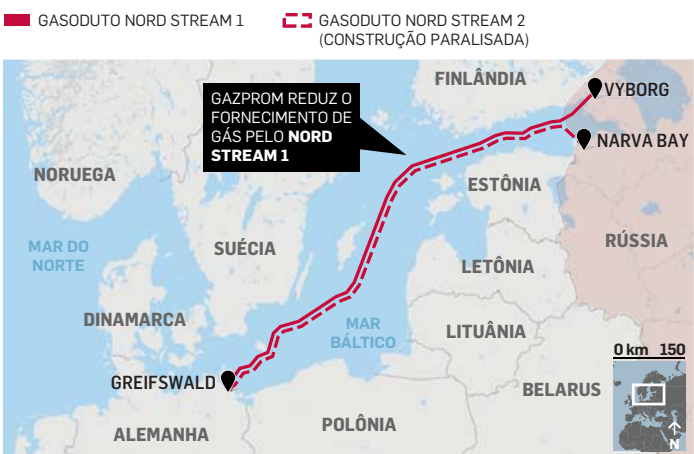 GASODUTO NORD STREAM 1
GASODUTO NORD STREAM 2
(CONSTRUÇÃO PARALISADA)
FINLÂNDIA
VYBORG
GAZPROM REDUZ O
FORNECIMENTO DE
GÁS PELO NORD
STREAM 1
NARVA BAY
NORUEGA
ESTÔNIA
MAR DO
NORTE
SUÉCIA
RÚSSIA
LETÔNIA
DINAMARCA
MAR
BÁLTICO
LITUÂNIA
0 km 150
GREIFSWALD
BELARUS
POLÔNIA
ALEMANHA
N